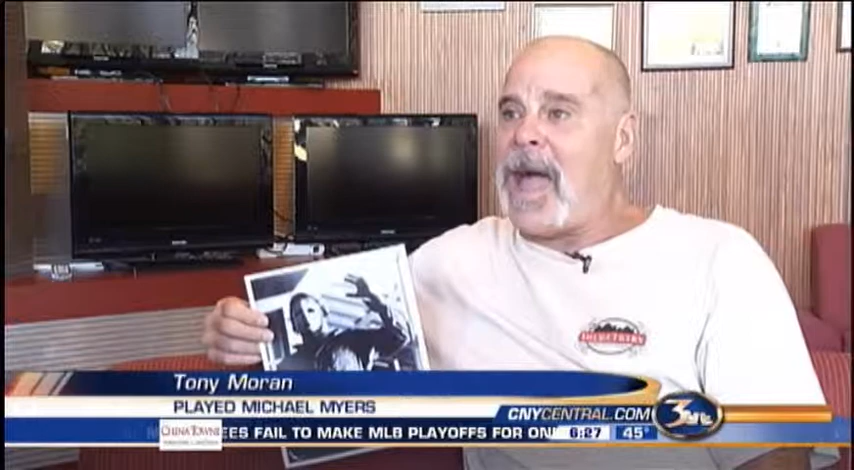 Tony Moran
PLAYED MICHAEL MYERS
CNYCENTRAL.COM 3
CHINA TOWNE
EES FAIL TO MAKE MLB PLAYOFFS FOR ON 6:27 45°